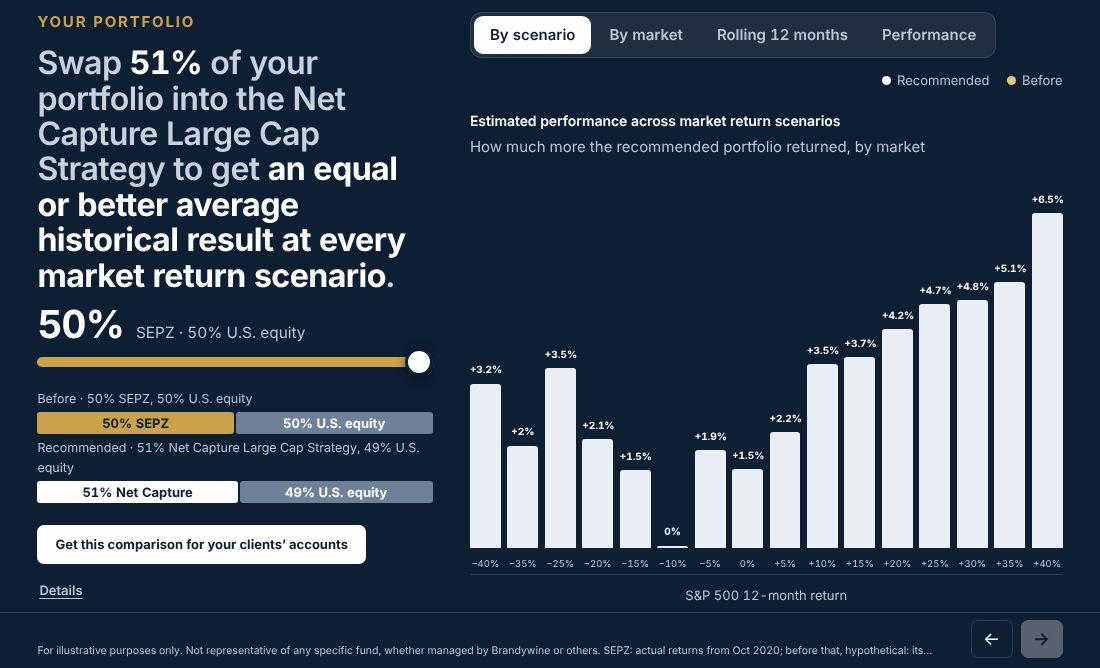 YOUR PORTFOLIO
Swap 51% of your
portfolio into the Net
Capture Large Cap
Strategy to get an equal
or better average
historical result at every
market return scenario.
50% SEPZ · 50% U.S. equity
Before · 50% SEPZ, 50% U.S. equity
50% SEPZ 50% U.S. equity
Recommended · 51% Net Capture Large Cap Strategy, 49% U.S.
equity
51% Net Capture 49% U.S. equity
Get this comparison for your clients’ accounts
Details
By scenario By market Rolling 12 months Performance
Recommended Before
Estimated performance across market return scenarios
How much more the recommended portfolio returned, by market
+3.2% +2% +3.5% +2.1% +1.5% 0% +1.9% +1.5% +2.2% +3.5% +3.7% +4.2% +4.7% +4.8% +5.1% +6.5%
−40% −35% −25% −20% −15% −10% −5% 0% +5% +10% +15% +20% +25% +30% +35% +40%
S&P 500 12-month return
For illustrative purposes only. Not representative of any specific fund, whether managed by Brandywine or others. SEPZ: actual returns from Oct 2020; before that, hypothetical: its…
← →